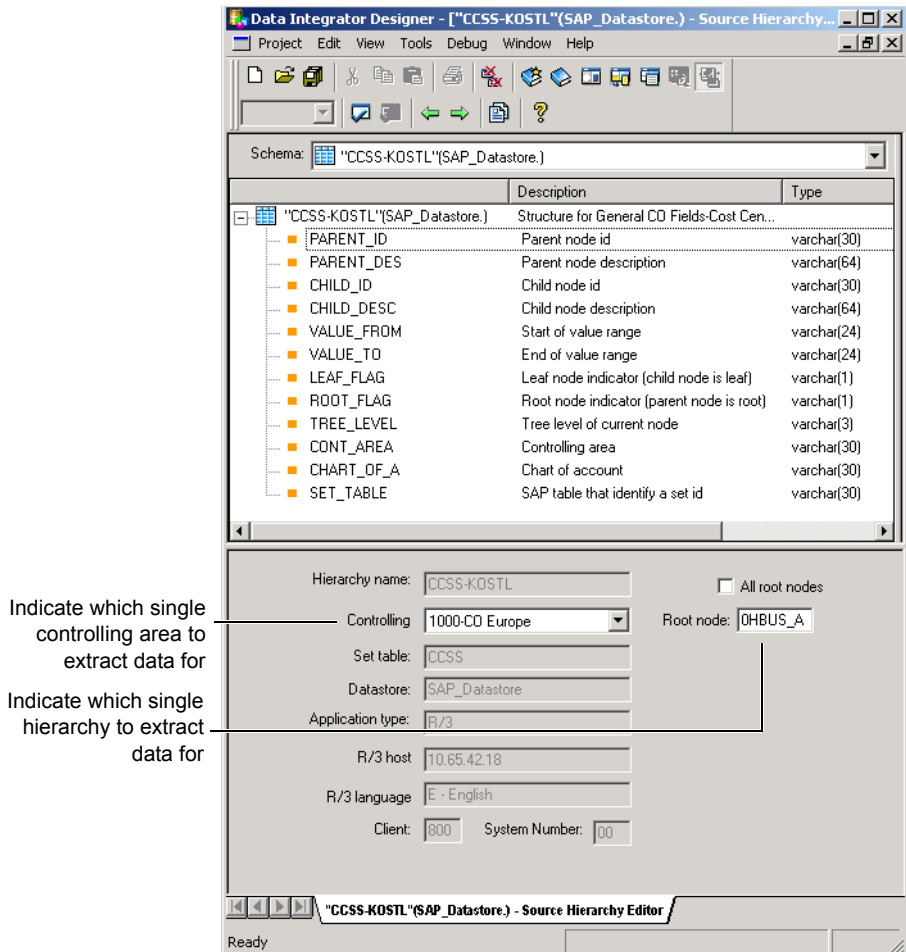 Data Integrator Designer - ["CCSS-KOSTL"(SAP_Datastore.) - Source Hierarchy...
Project Edit View Tools Debug Window Help
Schema: "CCSS-KOSTL"(SAP_Datastore.)
Description Type
"CCSS-KOSTL"(SAP_Datastore.) Structure for General CO Fields-Cost Cen...
PARENT_ID Parent node id varchar(30)
PARENT_DES Parent node description varchar(64)
CHILD_ID Child node id varchar(30)
CHILD_DESC Child node description varchar(64)
VALUE_FROM Start of value range varchar(24)
VALUE_TO End of value range varchar(24)
LEAF_FLAG Leaf node indicator (child node is leaf) varchar(1)
ROOT_FLAG Root node indicator (parent node is root) varchar(1)
TREE_LEVEL Tree level of current node varchar(3)
CONT_AREA Controlling area varchar(30)
CHART_OF_A Chart of account varchar(30)
SET_TABLE SAP table that identify a set id varchar(30)
Hierarchy name: CCSS-KOSTL All root nodes
Controlling 1000-CO Europe Root node: 0HBUS_A
Set table: CCSS
Datastore: SAP_Datastore
Application type: R/3
R/3 host 10.65.42.18
R/3 language E - English
Client: 800 System Number: 00
Indicate which single
controlling area to
extract data for
Indicate which single
hierarchy to extract
data for
"CCSS-KOSTL"(SAP_Datastore.) - Source Hierarchy Editor
Ready